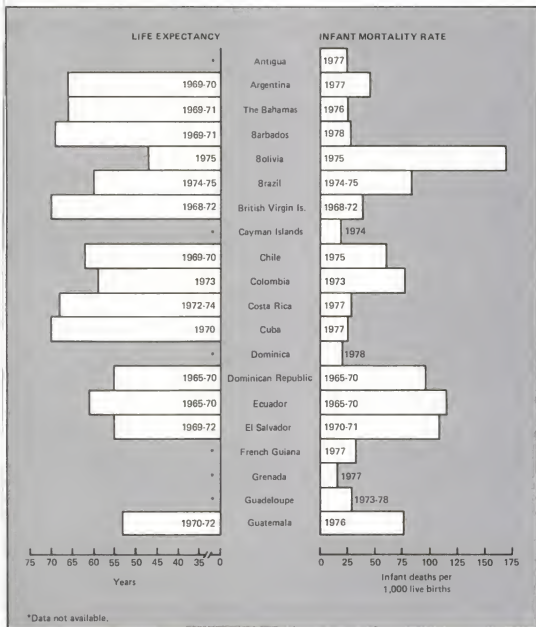 LIFE EXPECTANCY INFANT MORTALITY RATE
* Antigua 1977
1969-70 Argentina 1977
1969-71 The Bahamas 1976
1969-71 Barbados 1978
1975 Bolivia 1975
1974-75 Brazil 1974-75
1968-72 British Virgin Is. 1968-72
* Cayman Islands 1974
1969-70 Chile 1975
1973 Colombia 1973
1972-74 Costa Rica 1977
1970 Cuba 1977
* Dominica 1978
1965-70 Dominican Republic 1965-70
1965-70 Ecuador 1965-70
1969-72 El Salvador 1970-71
* French Guiana 1977
* Grenada 1977
* Guadeloupe 1973-78
1970-72 Guatemala 1976
75 70 65 60 55 50 45 40 35 0 0 25 50 75 100 125 150 175
Years Infant deaths per
1,000 live births
*Data not available.